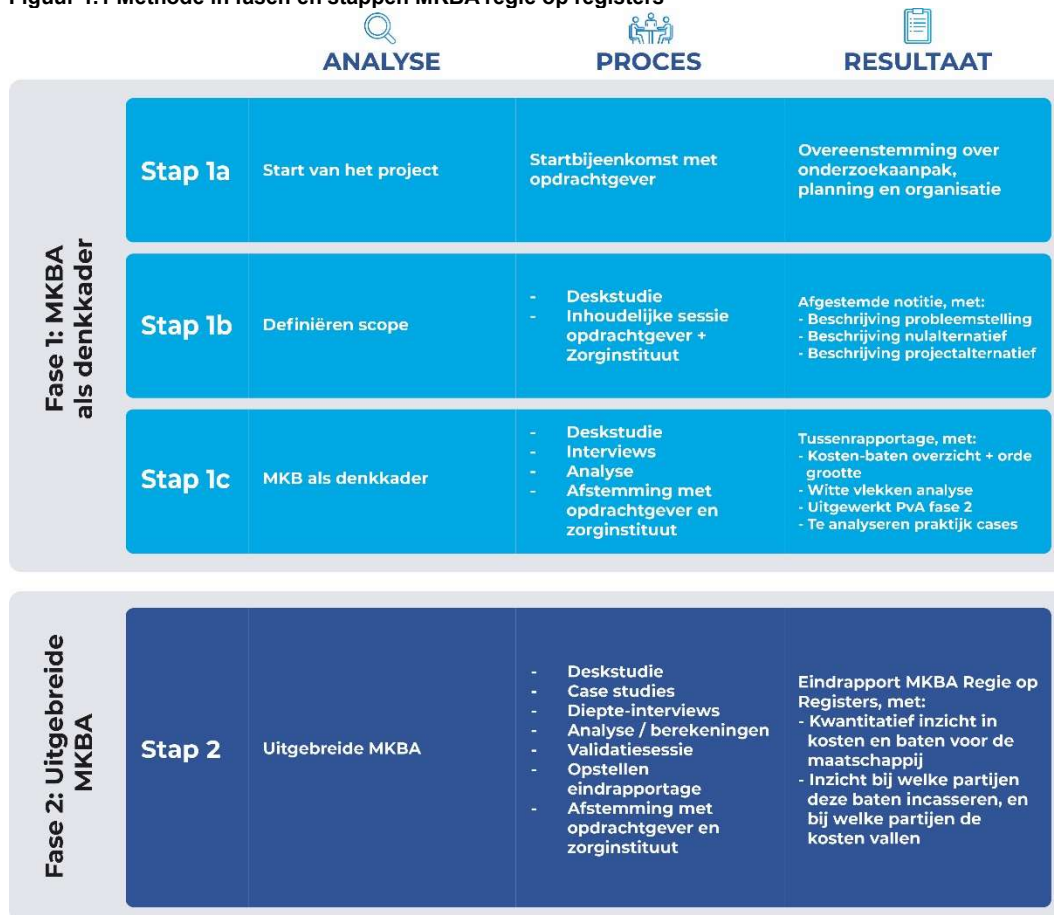 Figuur 1.1 Methode in fasen en stappen MKBA regie op registers
ANALYSE
PROCES
RESULTAAT
Fase 1: MKBA
als denkkader
Stap 1a
Start van het project
Startbijeenkomst met
opdrachtgever
Overeenstemming over
onderzoekaanpak,
planning en organisatie
Stap 1b
Definiëren scope
- Deskstudie
- Inhoudelijke sessie
opdrachtgever +
Zorginstituut
Afgestemde notitie, met:
- Beschrijving probleemstelling
- Beschrijving nulalternatief
- Beschrijving projectalternatief
Stap 1c
MKB als denkkader
- Deskstudie
- Interviews
- Analyse
- Afstemming met
opdrachtgever en
zorginstituut
Tussenrapportage, met:
- Kosten-baten overzicht + orde
grootte
- Witte vlekken analyse
- Uitgewerkt PvA fase 2
- Te analyseren praktijk cases
Fase 2: Uitgebreide
MKBA
Stap 2
Uitgebreide MKBA
- Deskstudie
- Case studies
- Diepte-interviews
- Analyse / berekeningen
- Validatiesessie
- Opstellen
eindrapportage
- Afstemming met
opdrachtgever en
zorginstituut
Eindrapport MKBA Regie op
Registers, met:
- Kwantitatief inzicht in
kosten en baten voor de
maatschappij
- Inzicht bij welke partijen
deze baten incasseren, en
bij welke partijen de
kosten vallen